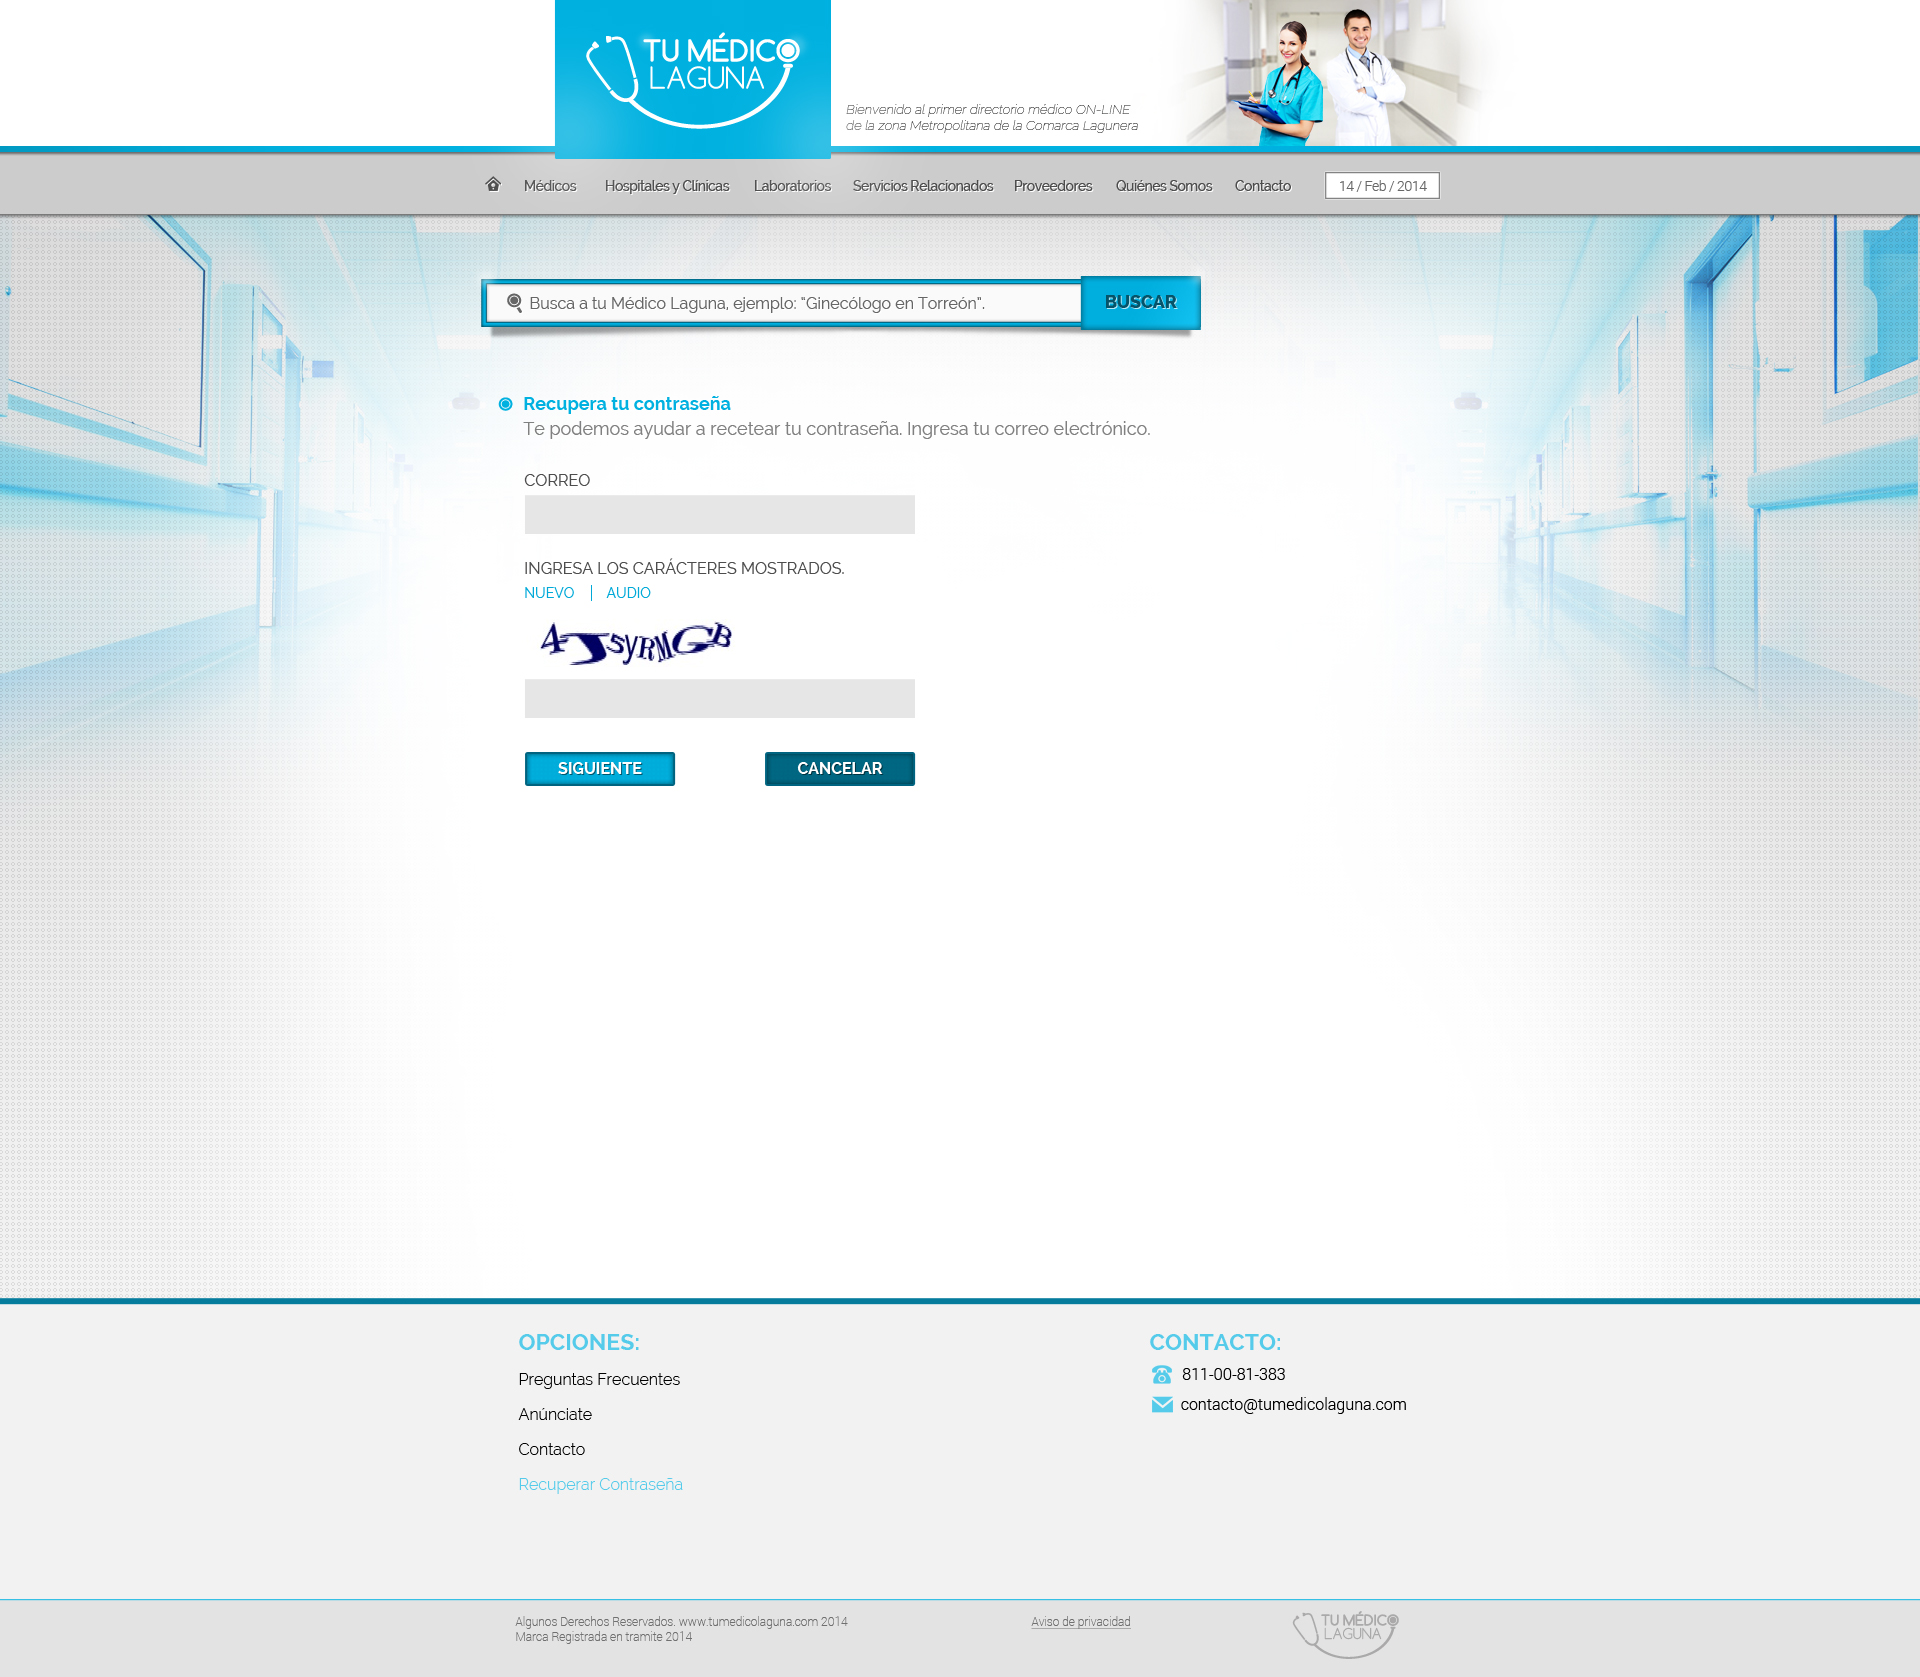 TU MÉDICO
LAGUNA
Bienvenido al primer directorio médico ON-LINE
de la zona Metropolitana de la Comarca Lagunera
Médicos Hospitales y Clínicas Laboratorios Servicios Relacionados Proveedores Quiénes Somos Contacto 14 / Feb / 2014
Busca a tu Médico Laguna, ejemplo: "Ginecólogo en Torreón". BUSCAR
Recupera tu contraseña
Te podemos ayudar a recetear tu contraseña. Ingresa tu correo electrónico.
CORREO
INGRESA LOS CARÁCTERES MOSTRADOS.
NUEVO | AUDIO
4J5YRMGB
SIGUIENTE CANCELAR
OPCIONES:
Preguntas Frecuentes
Anúnciate
Contacto
Recuperar Contraseña
CONTACTO:
811-00-81-383
contacto@tumedicolaguna.com
Algunos Derechos Reservados. www.tumedicolaguna.com 2014
Marca Registrada en tramite 2014
Aviso de privacidad
TU MÉDICO
LAGUNA